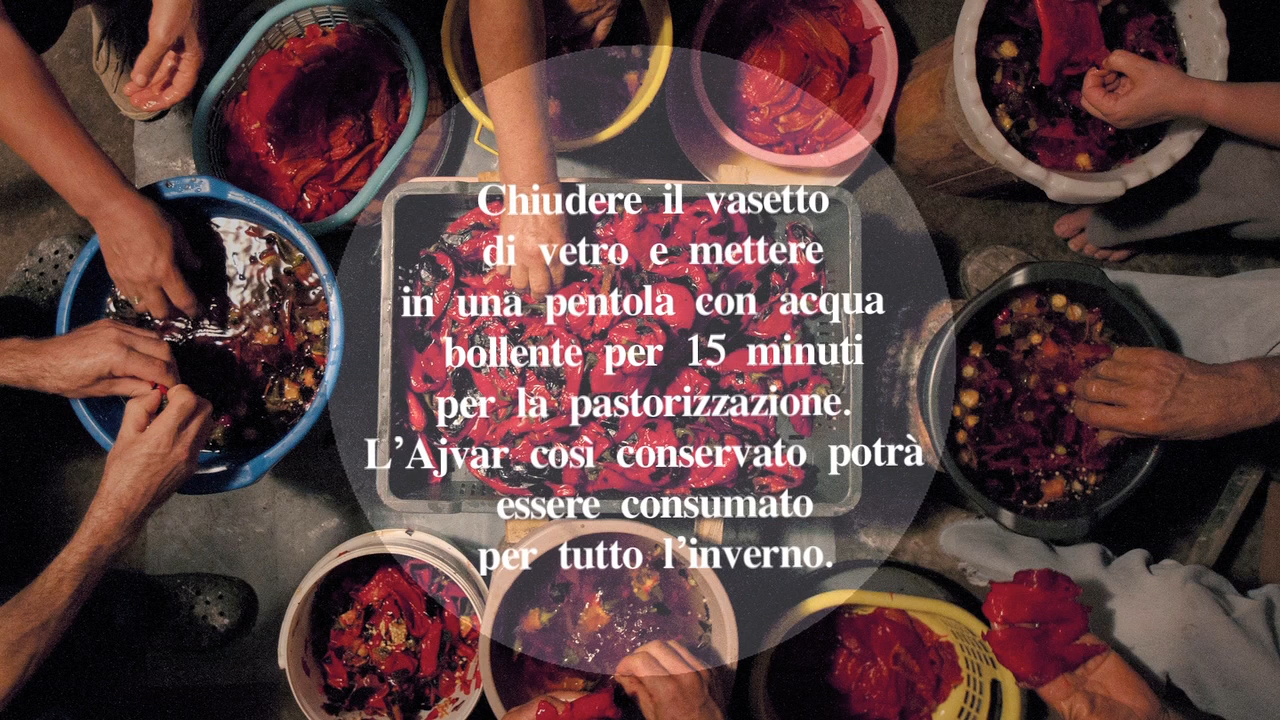 Chiudere il vasetto
di vetro e mettere
in una pentola con acqua
bollente per 15 minuti
per la pastorizzazione.
L'Ajvar così conservato potrà
essere consumato
per tutto l'inverno.